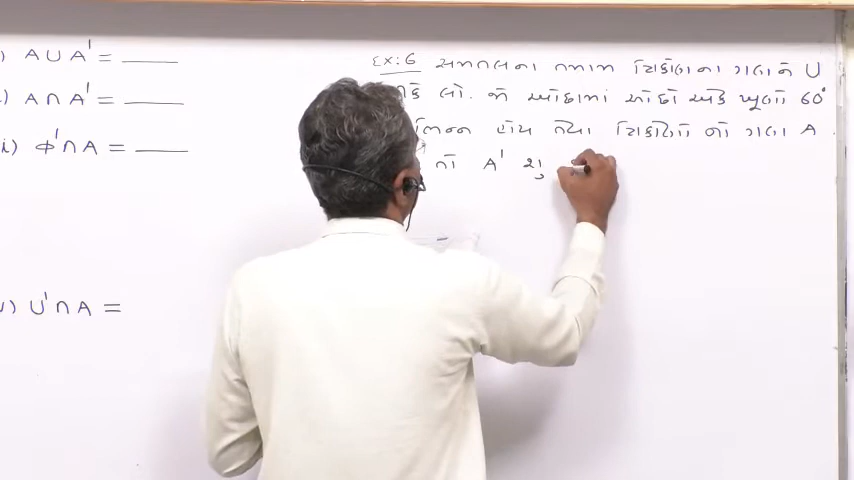 ) A ∪ A' = ____
) A ∩ A' = ____
i) ϕ' ∩ A = ____
v) U' ∩ A =
Ex: 6 સમતલના તમામ ત્રિકોણના ગણને U
લો. જે ઓછામાં ઓછો એક ખૂણો 60°
ભિન્ન હોય તેવા ત્રિકોણો નો ગણ A .
તો A' શું